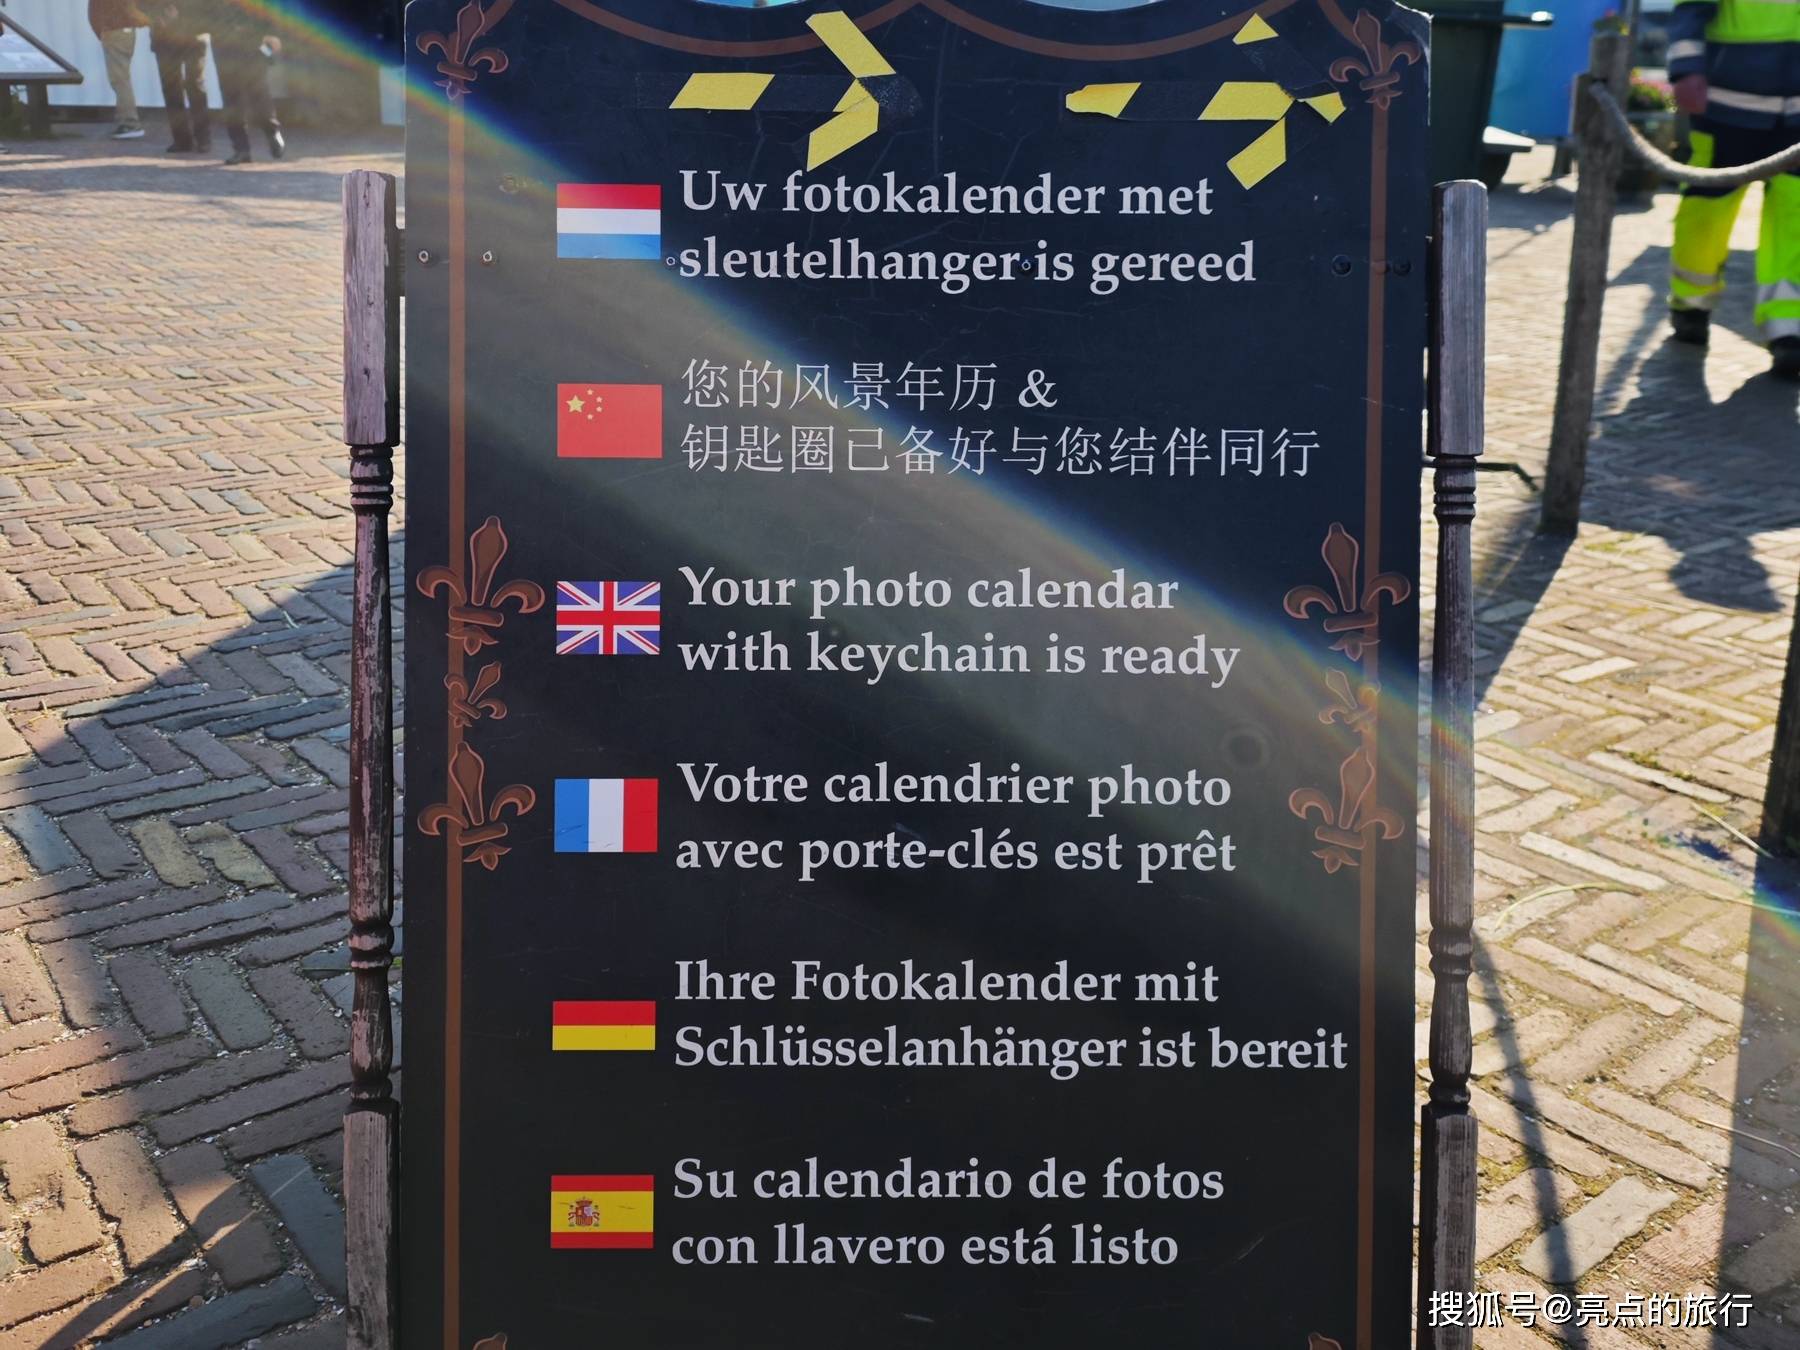 Uw fotokalender met
sleutelhanger is gereed
您的风景年历 &
钥匙圈已备好与您结伴同行
Your photo calendar
with keychain is ready
Votre calendrier photo
avec porte-clés est prêt
Ihre Fotokalender mit
Schlüsselanhänger ist bereit
Su calendario de fotos
con llavero está listo
搜狐号@亮点的旅行